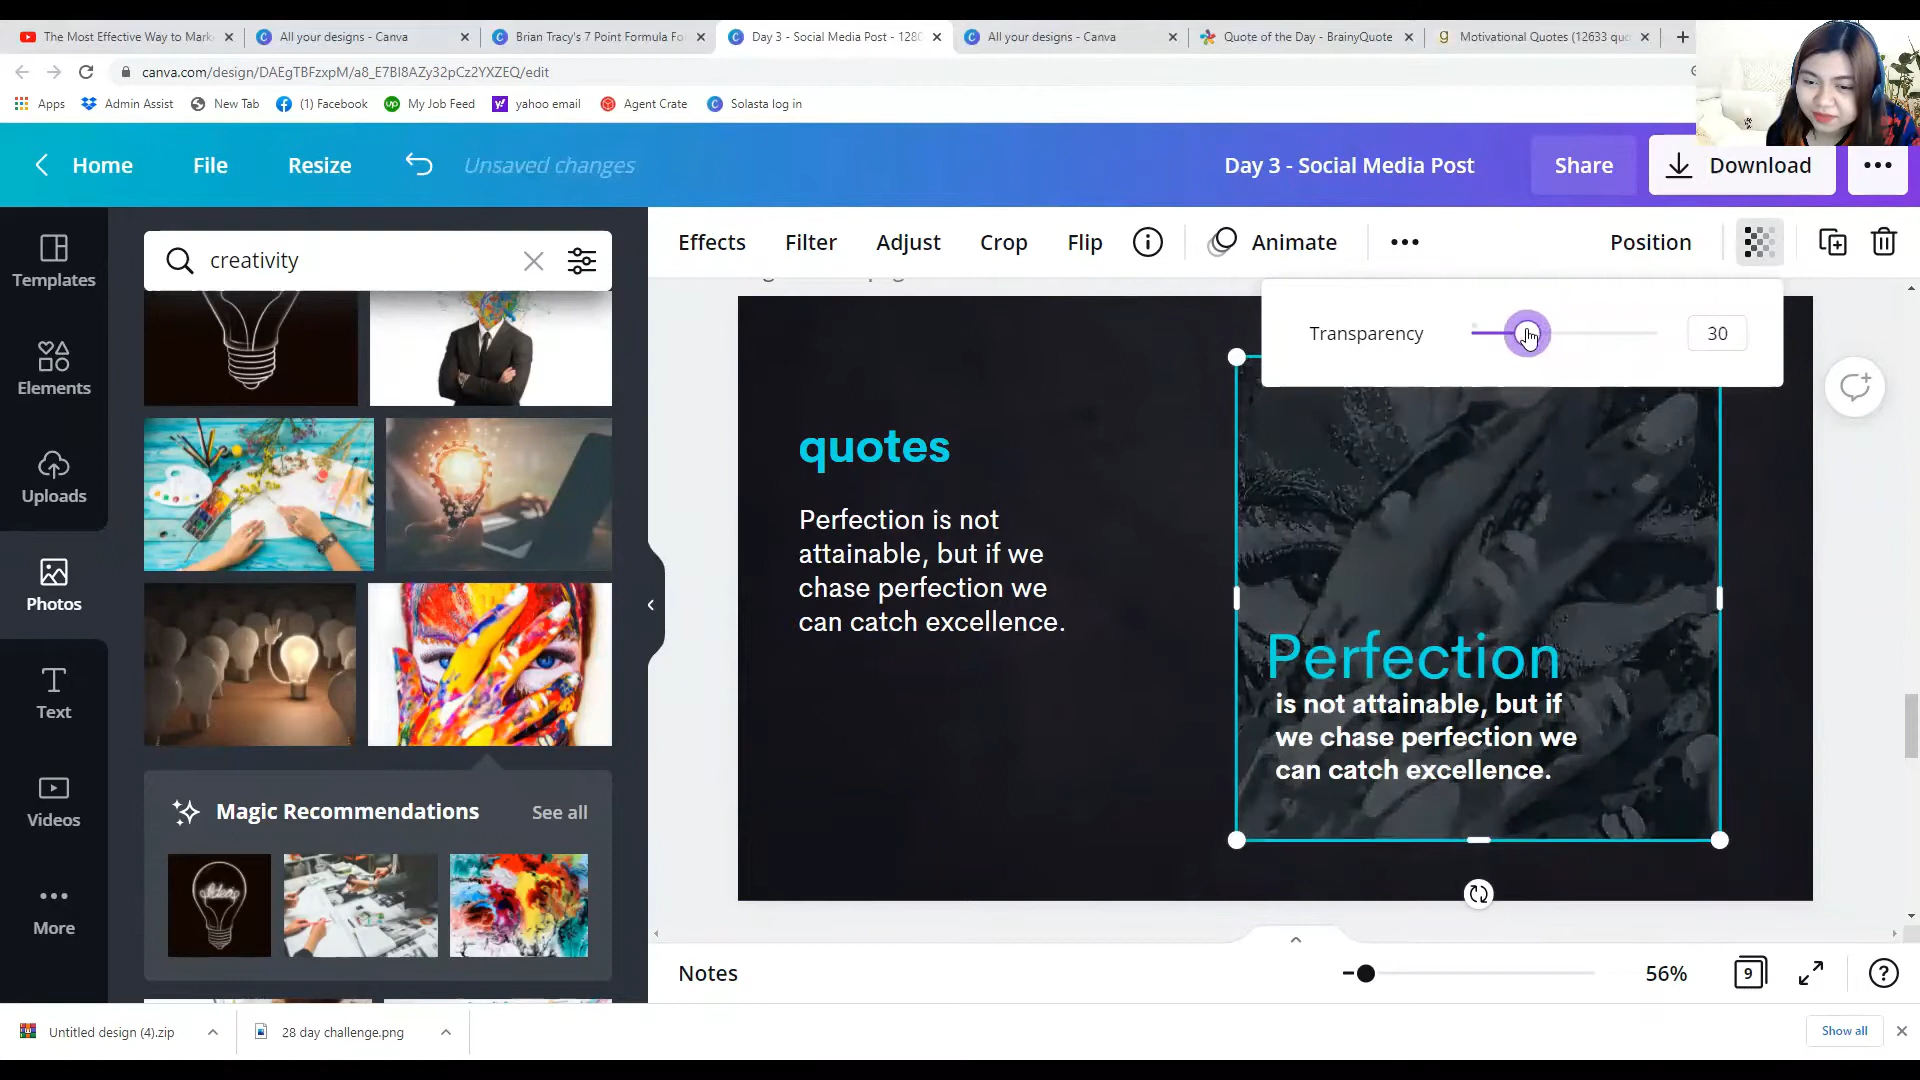 The Most Effective Way to Mark
All your designs - Canva
Brian Tracy's 7 Point Formula Fo
Day 3 - Social Media Post - 1280
All your designs - Canva
Quote of the Day - BrainyQuote
Motivational Quotes (12633 quo
canva.com/design/DAEgTBFzxpM/a8_E7Bl8AZy32pCz2YXZEQ/edit
Apps
Admin Assist
New Tab
(1) Facebook
My Job Feed
yahoo email
Agent Crate
Solasta log in
Home
File
Resize
Unsaved changes
Day 3 - Social Media Post
Share
Download
Templates
Elements
Uploads
Photos
Text
Videos
More
creativity
Magic Recommendations
See all
Effects
Filter
Adjust
Crop
Flip
Animate
Position
Transparency
30
quotes
Perfection is not
attainable, but if we
chase perfection we
can catch excellence.
Perfection
is not attainable, but if
we chase perfection we
can catch excellence.
Notes
56%
9
Untitled design (4).zip
28 day challenge.png
Show all